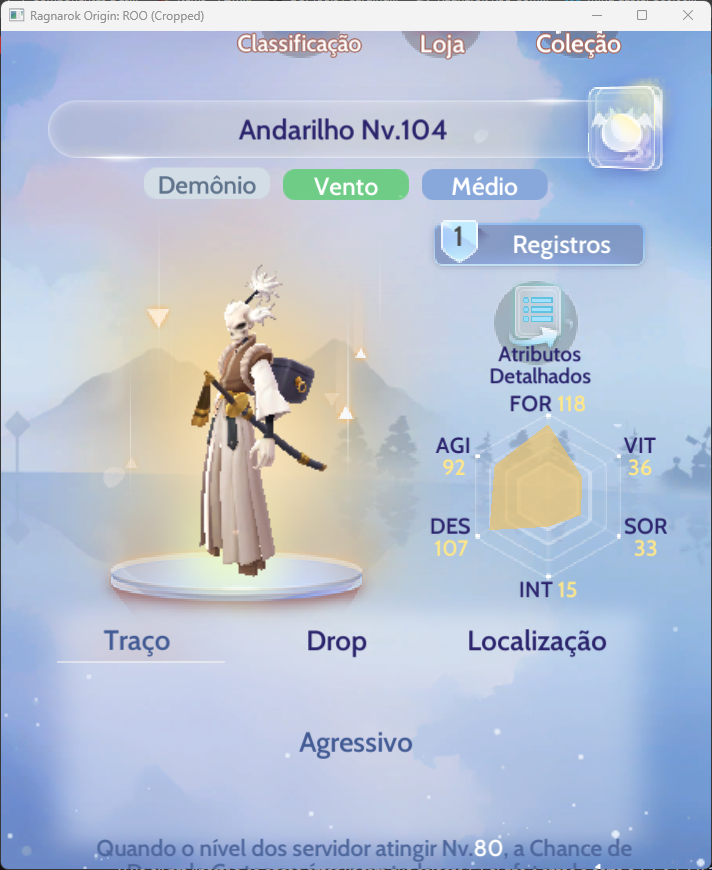 Ragnarok Origin: ROO (Cropped)
Classificação
Loja
Coleção
Andarilho Nv.104
Demônio
Vento
Médio
1
Registros
Atributos
Detalhados
FOR 118
AGI
92
VIT
36
DES
107
SOR
33
INT 15
Traço
Drop
Localização
Agressivo
Quando o nível dos servidor atingir Nv.80, a Chance de